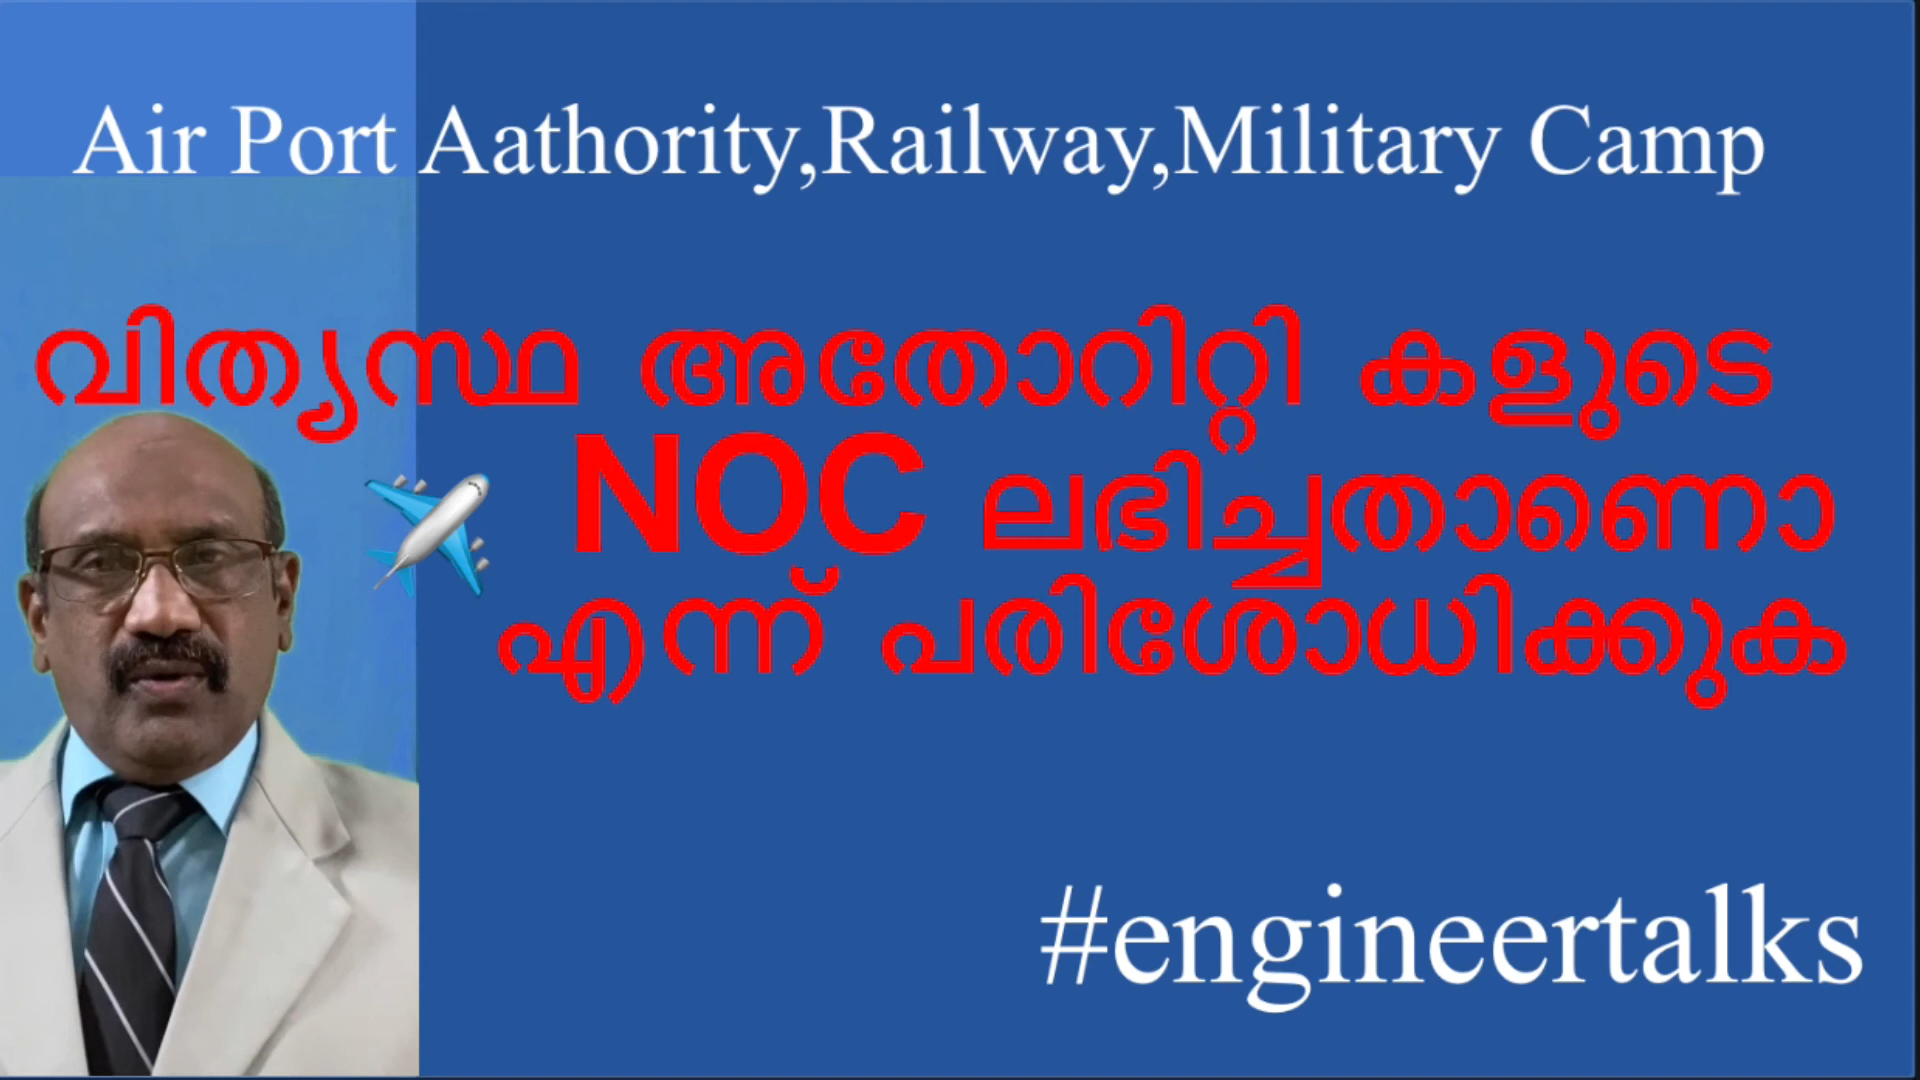 Air Port Aathority,Railway,Military Camp
വിത്യസ്ഥ അതോറിറ്റി കളുടെ
NOC ലഭിച്ചതാണൊ
എന്ന് പരിശോധിക്കുക
#engineertalks